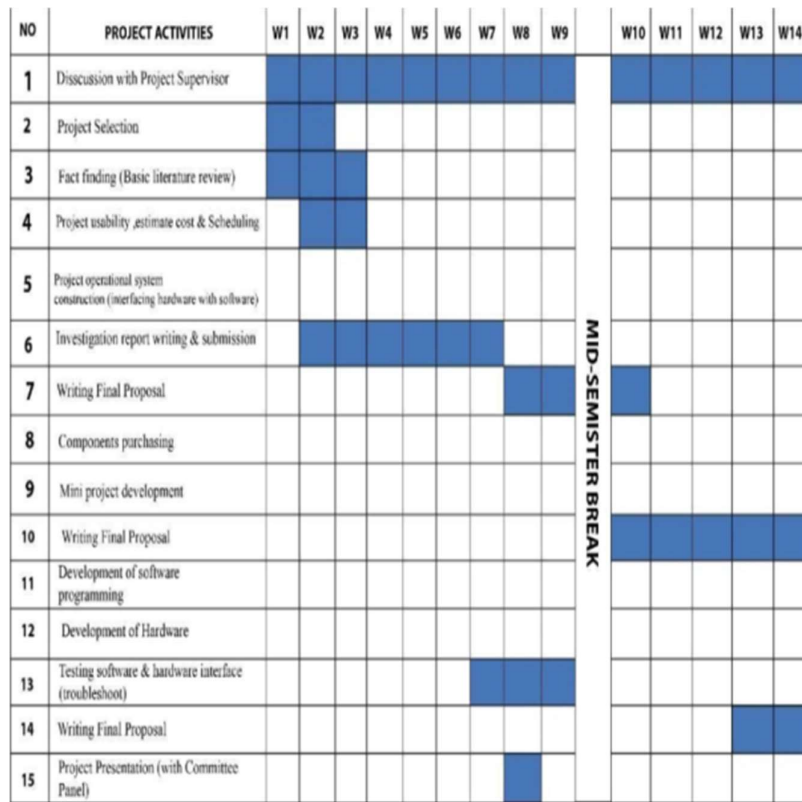 NO PROJECT ACTIVITIES W1 W2 W3 W4 W5 W6 W7 W8 W9 W10 W11 W12 W13 W14
1 Disscussion with Project Supervisor
2 Project Selection
3 Fact finding (Basic literature review)
4 Project usability ,estimate cost & Scheduling
5 Project operational system
construction (interfacing hardware with software)
6 Investigation report writing & submission
7 Writing Final Proposal
8 Components purchasing
9 Mini project development
10 Writing Final Proposal
11 Development of software
programming
12 Development of Hardware
13 Testing software & hardware interface
(troubleshoot)
14 Writing Final Proposal
15 Project Presentation (with Committee
Panel)
MID-SEMISTER BREAK